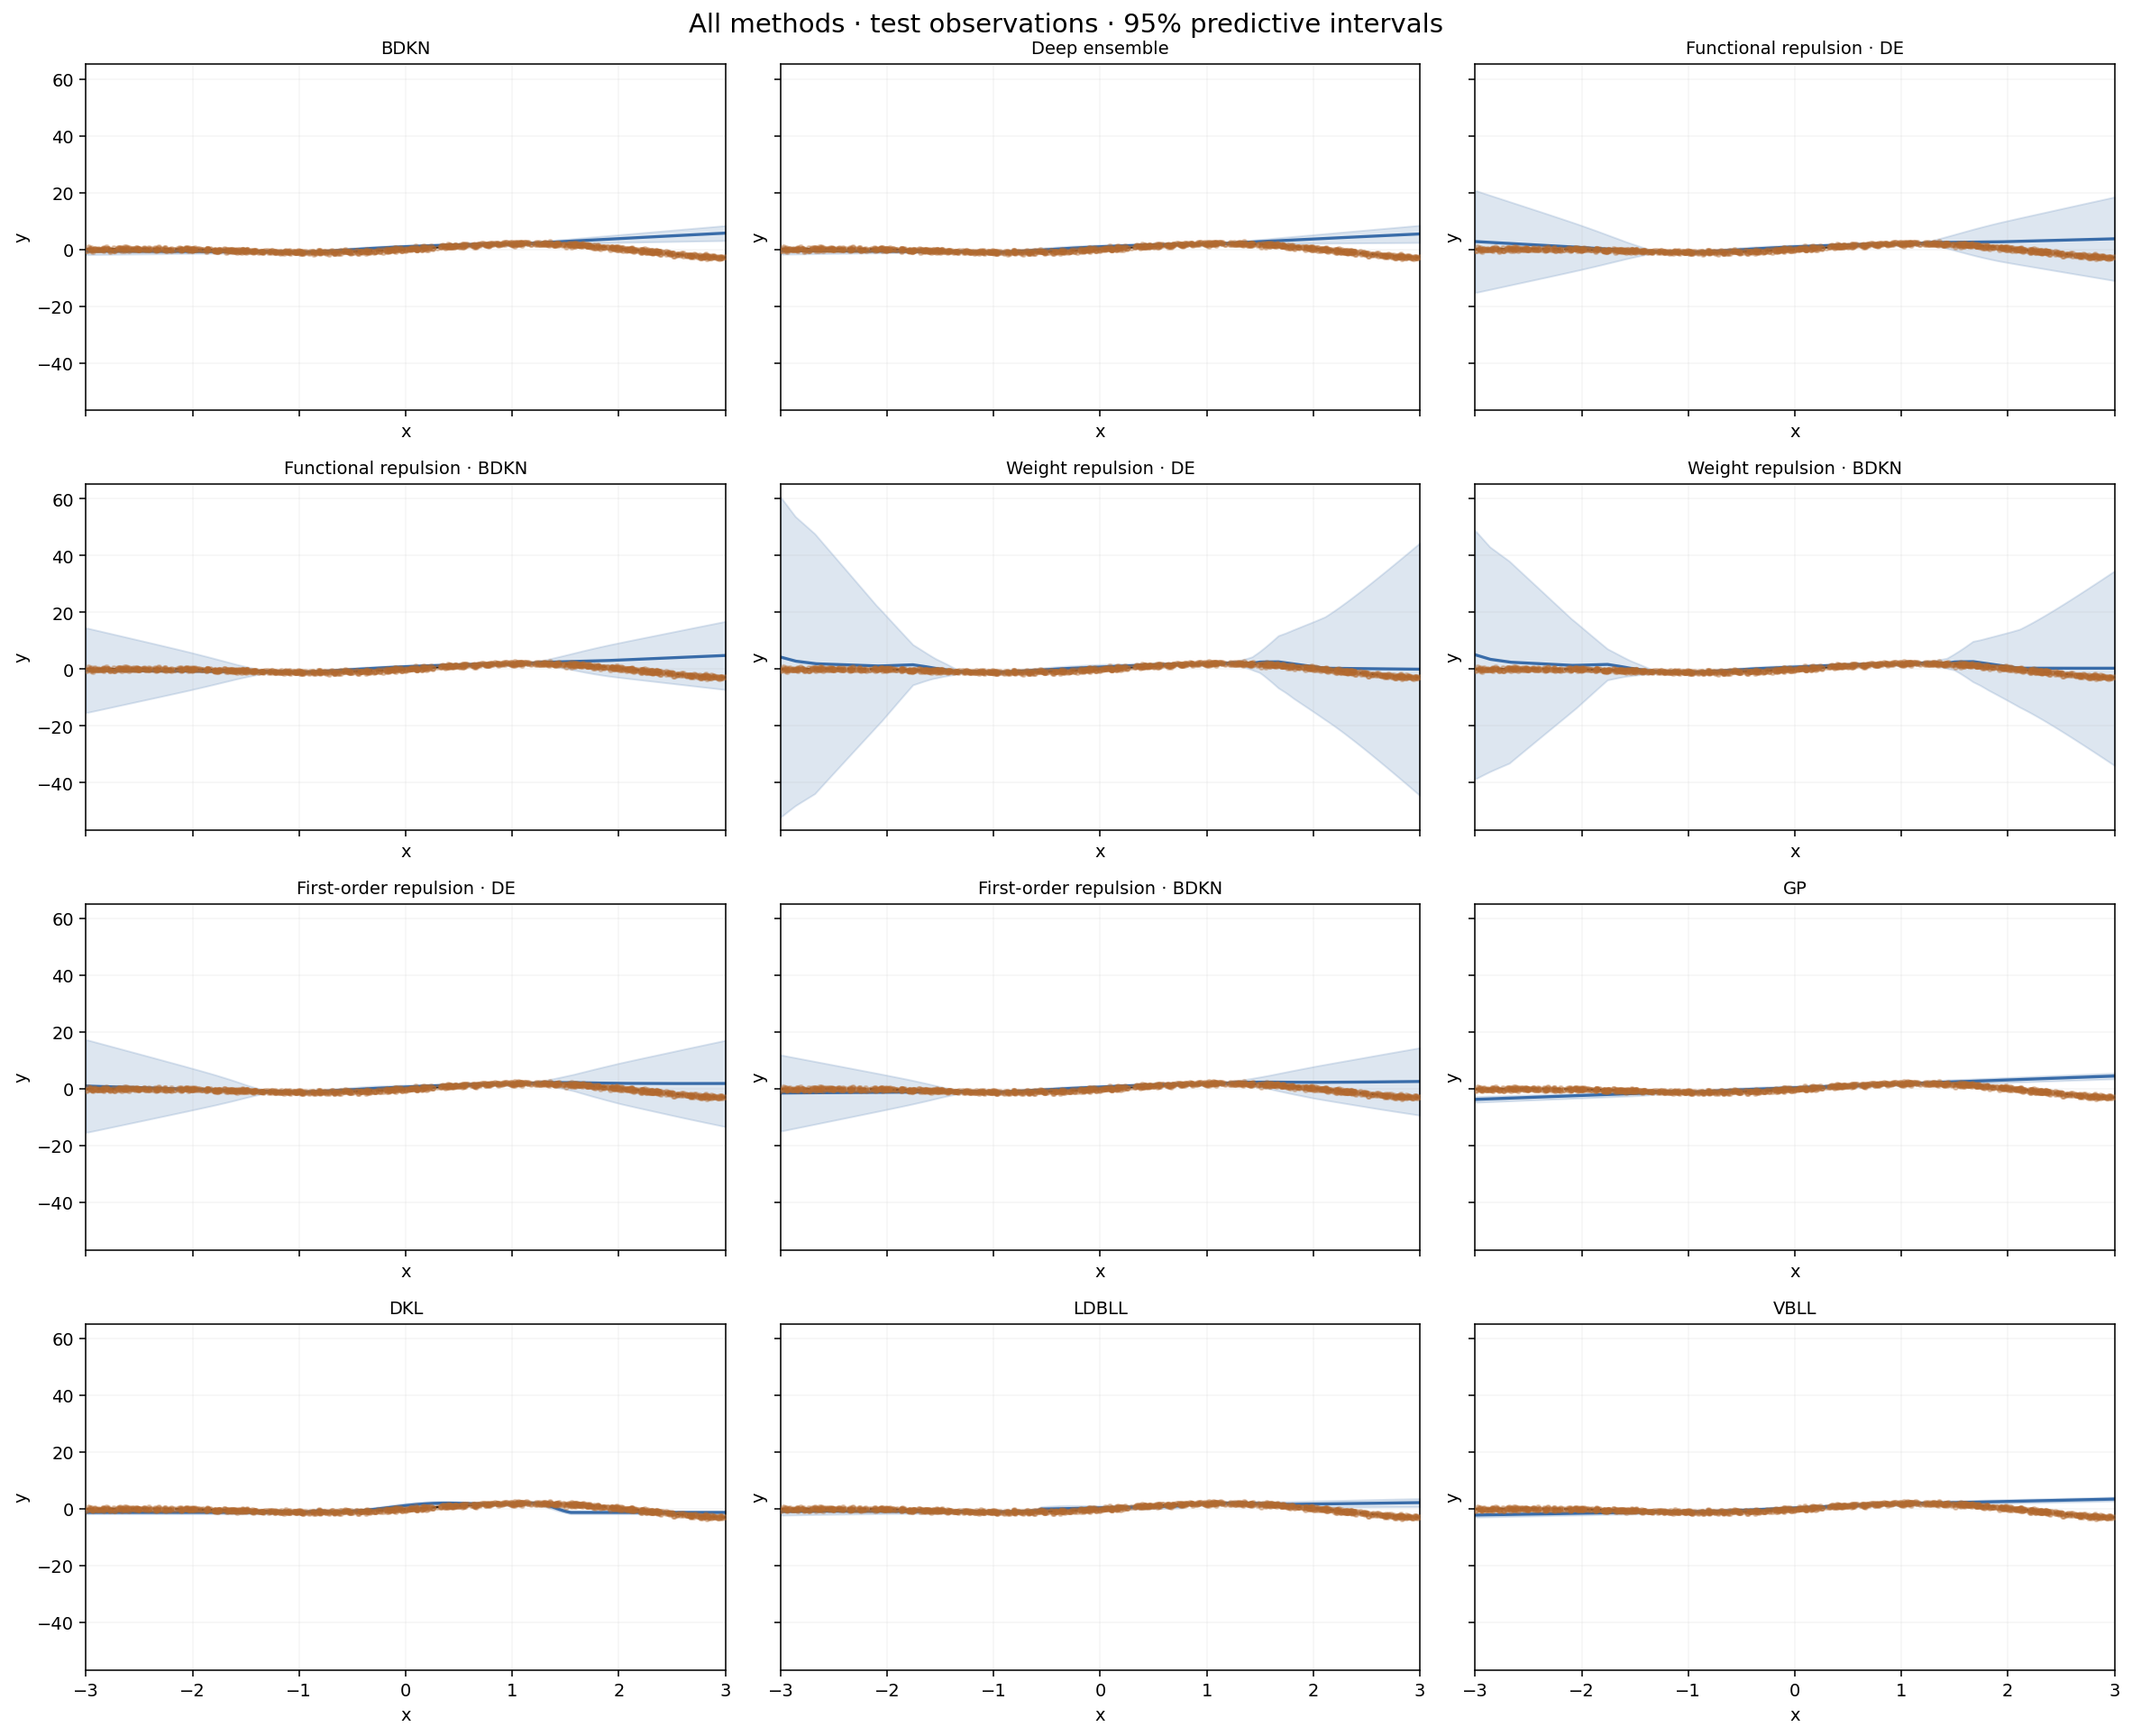 All methods · test observations · 95% predictive intervals
BDKN
Deep ensemble
Functional repulsion · DE
60
40
20
0
−20
−40
y
x
y
x
y
x
Functional repulsion · BDKN
Weight repulsion · DE
Weight repulsion · BDKN
60
40
20
0
−20
−40
y
x
y
x
y
x
First-order repulsion · DE
First-order repulsion · BDKN
GP
60
40
20
0
−20
−40
y
x
y
x
y
x
DKL
LDBLL
VBLL
60
40
20
0
−20
−40
y
−3 −2 −1 0 1 2 3
x
y
−3 −2 −1 0 1 2 3
x
y
−3 −2 −1 0 1 2 3
x